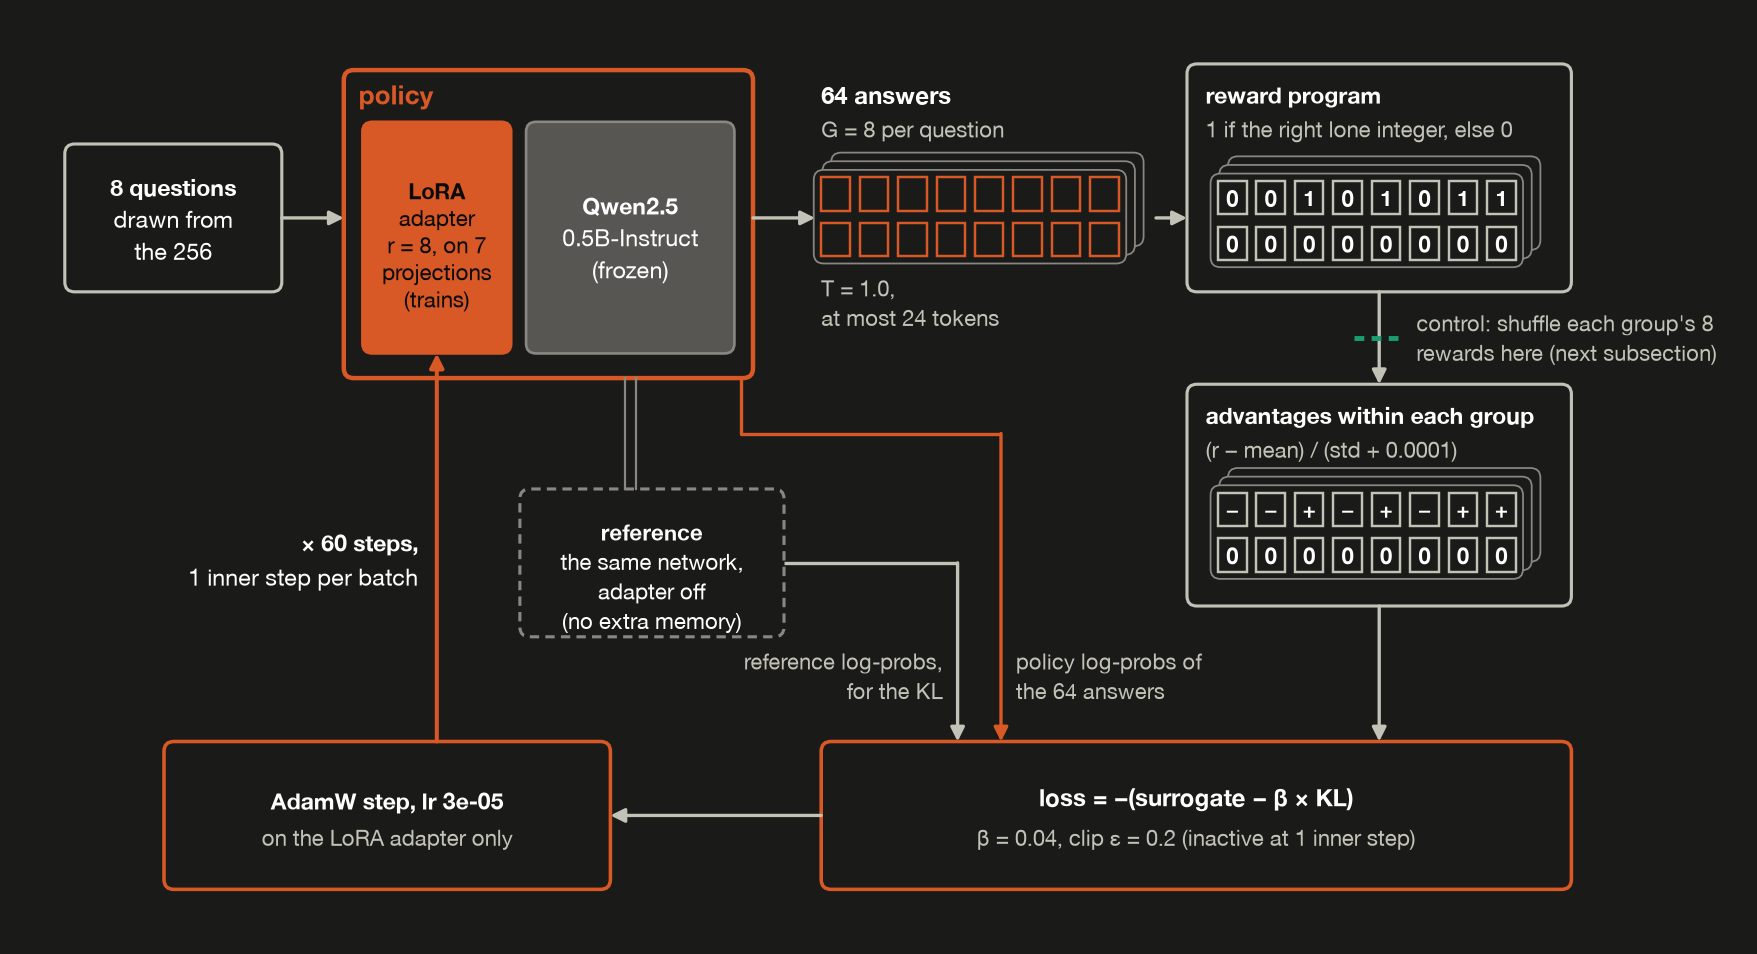 8 questions
drawn from
the 256
policy
LoRA
adapter
r = 8, on 7
projections
(trains)
Qwen2.5
0.5B-Instruct
(frozen)
64 answers
G = 8 per question
T = 1.0,
at most 24 tokens
reward program
1 if the right lone integer, else 0
0 0 1 0 1 0 1 1
0 0 0 0 0 0 0 0
control: shuffle each group's 8
rewards here (next subsection)
advantages within each group
(r − mean) / (std + 0.0001)
− − + − + − + +
0 0 0 0 0 0 0 0
× 60 steps,
1 inner step per batch
reference
the same network,
adapter off
(no extra memory)
reference log-probs,
for the KL
policy log-probs of
the 64 answers
AdamW step, lr 3e-05
on the LoRA adapter only
loss = −(surrogate − β × KL)
β = 0.04, clip ε = 0.2 (inactive at 1 inner step)